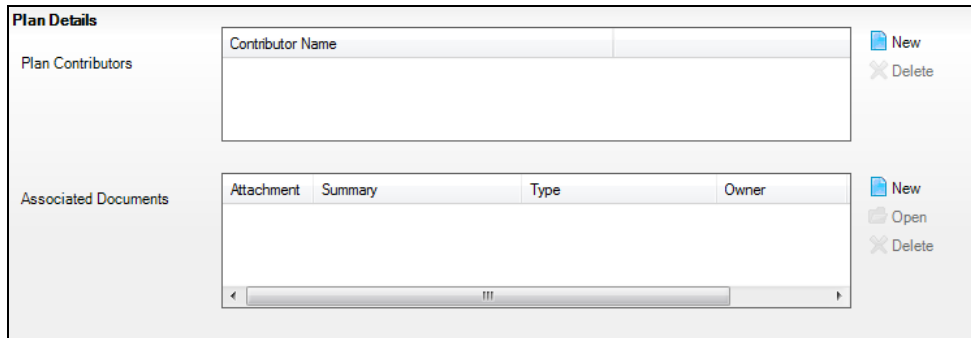 Plan Details
Plan Contributors
Contributor Name
New
Delete
Associated Documents
Attachment Summary Type Owner
New
Open
Delete